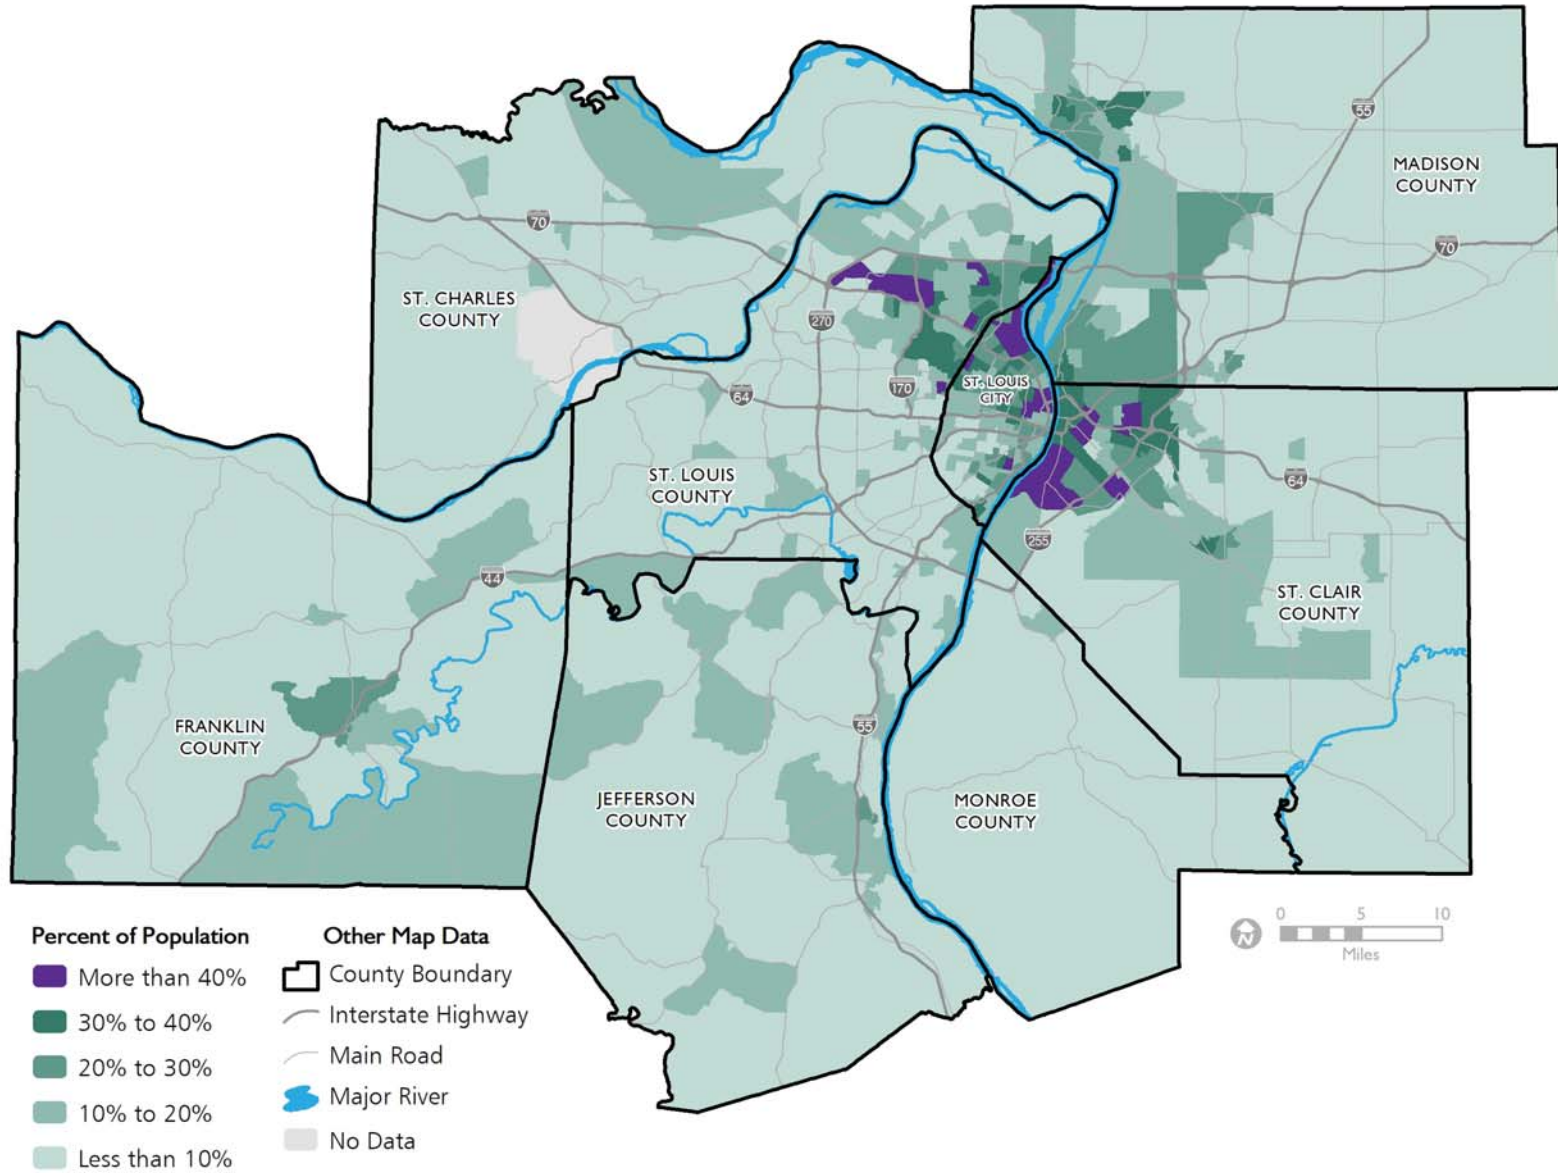 55
MADISON
COUNTY
70
70
ST. CHARLES
COUNTY
270
170
ST. LOUIS
CITY
64
ST. LOUIS
COUNTY
64
255
44
ST. CLAIR
COUNTY
FRANKLIN
COUNTY
55
JEFFERSON
COUNTY
MONROE
COUNTY
Percent of Population
More than 40%
30% to 40%
20% to 30%
10% to 20%
Less than 10%
Other Map Data
County Boundary
Interstate Highway
Main Road
Major River
No Data
N
0 5 10
Miles